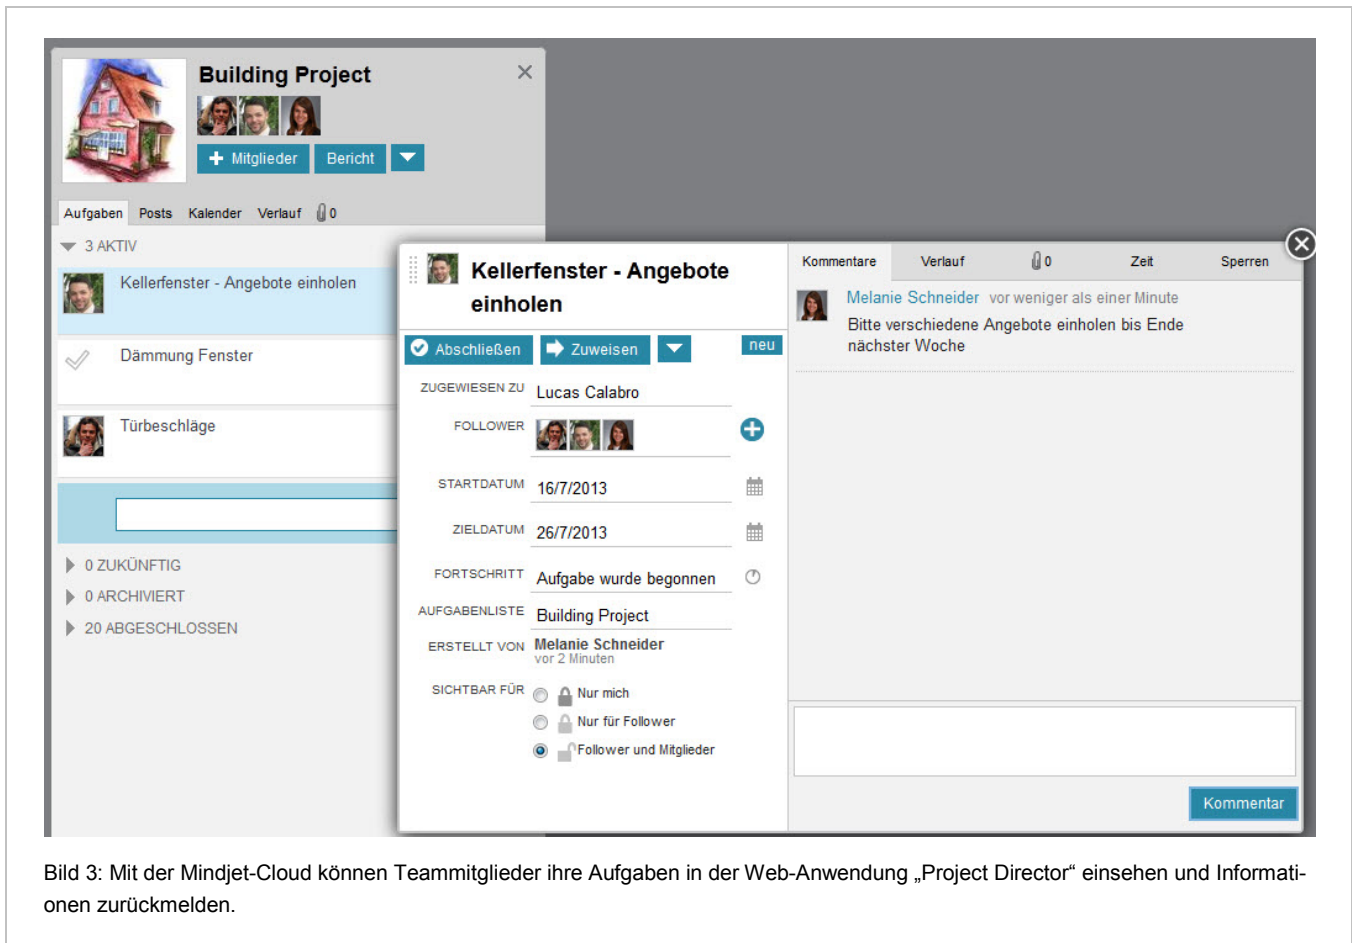 Building Project
Mitglieder
Bericht
Aufgaben Posts Kalender Verlauf 0
3 AKTIV
Kellerfenster - Angebote einholen
Dämmung Fenster
Türbeschläge
0 ZUKÜNFTIG
0 ARCHIVIERT
20 ABGESCHLOSSEN
Kellerfenster - Angebote
einholen
Abschließen
Zuweisen
neu
ZUGEWIESEN ZU Lucas Calabro
FOLLOWER
STARTDATUM 16/7/2013
ZIELDATUM 26/7/2013
FORTSCHRITT Aufgabe wurde begonnen
AUFGABENLISTE Building Project
ERSTELLT VON Melanie Schneider
vor 2 Minuten
SICHTBAR FÜR Nur mich
Nur für Follower
Follower und Mitglieder
Kommentare Verlauf 0 Zeit Sperren
Melanie Schneider vor weniger als einer Minute
Bitte verschiedene Angebote einholen bis Ende
nächster Woche
Kommentar
Bild 3: Mit der Mindjet-Cloud können Teammitglieder ihre Aufgaben in der Web-Anwendung „Project Director“ einsehen und Informati-
onen zurückmelden.